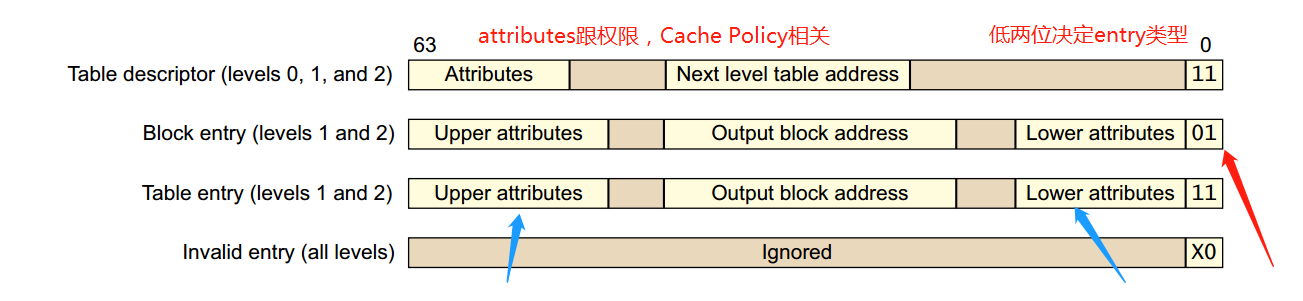 attributes跟权限，Cache Policy相关
低两位决定entry类型
63
0
Table descriptor (levels 0, 1, and 2)
Attributes
Next level table address
11
Block entry (levels 1 and 2)
Upper attributes
Output block address
Lower attributes
01
Table entry (levels 1 and 2)
Upper attributes
Output block address
Lower attributes
11
Invalid entry (all levels)
Ignored
X0